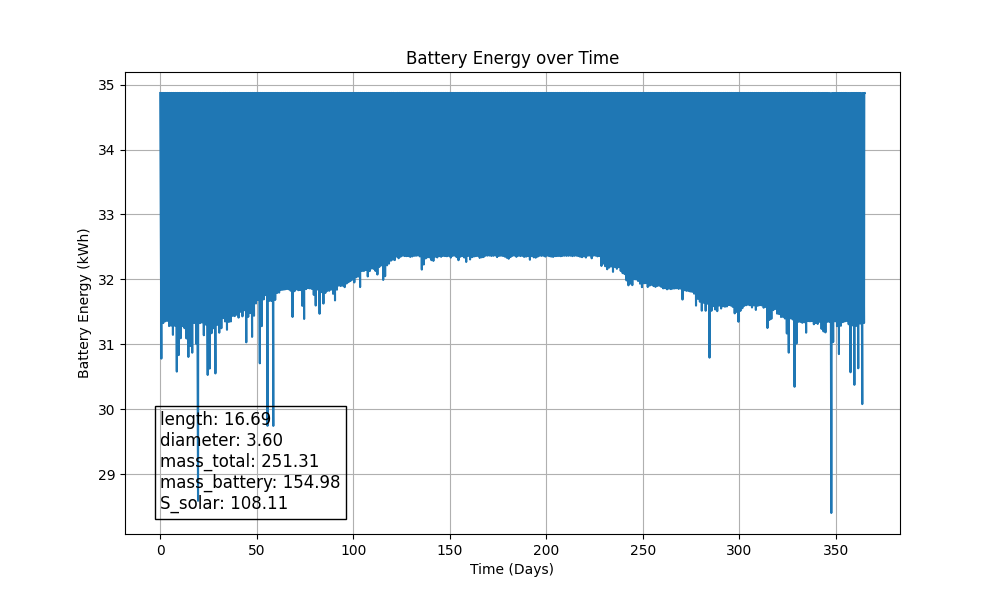 Battery Energy over Time
35
34
33
32
31
30
29
Battery Energy (kWh)
length: 16.69
diameter: 3.60
mass_total: 251.31
mass_battery: 154.98
S_solar: 108.11
0 50 100 150 200 250 300 350
Time (Days)